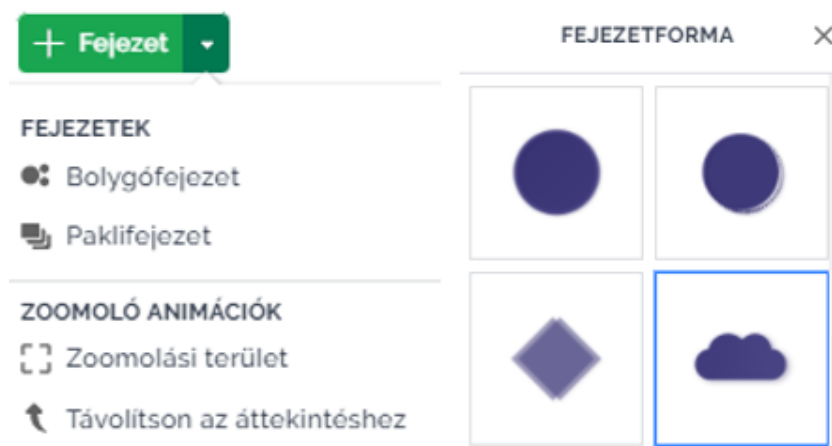 Fejezet
FEJEZETEK
Bolygófejezet
Paklifejezet
ZOOMOLÓ ANIMÁCIÓK
Zoomolási terület
Távolítson az áttekintéshez
FEJEZETFORMA